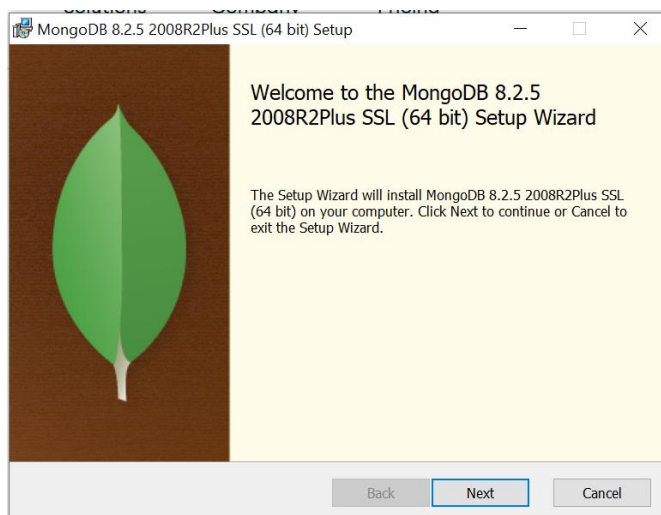 MongoDB 8.2.5 2008R2Plus SSL (64 bit) Setup
Welcome to the MongoDB 8.2.5
2008R2Plus SSL (64 bit) Setup Wizard
The Setup Wizard will install MongoDB 8.2.5 2008R2Plus SSL
(64 bit) on your computer. Click Next to continue or Cancel to
exit the Setup Wizard.
Back Next Cancel